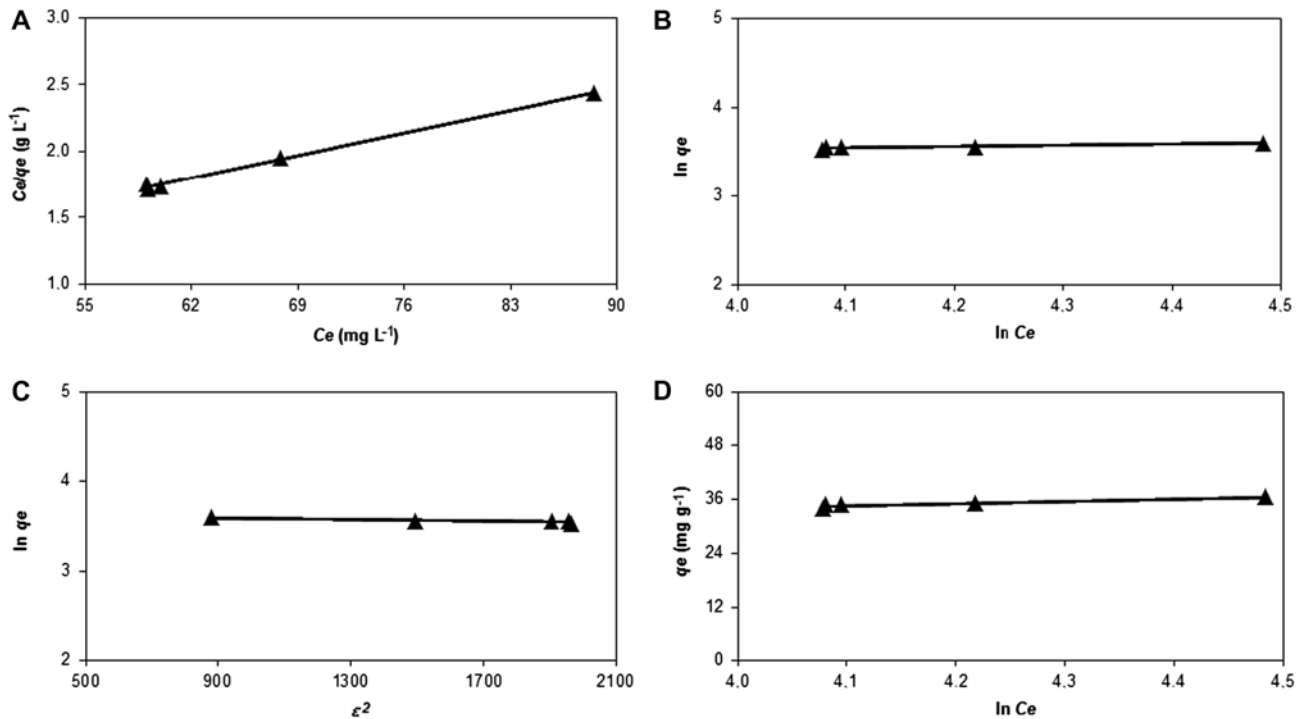 A
3.0
2.5
2.0
1.5
1.0
Ce/qe (g L⁻¹)
55 62 69 76 83 90
Ce (mg L⁻¹)
B
5
4
3
2
ln qe
4.0 4.1 4.2 4.3 4.4 4.5
ln Ce
C
5
4
3
2
ln qe
500 900 1300 1700 2100
ε²
D
60
48
36
24
12
0
qe (mg g⁻¹)
4.0 4.1 4.2 4.3 4.4 4.5
ln Ce